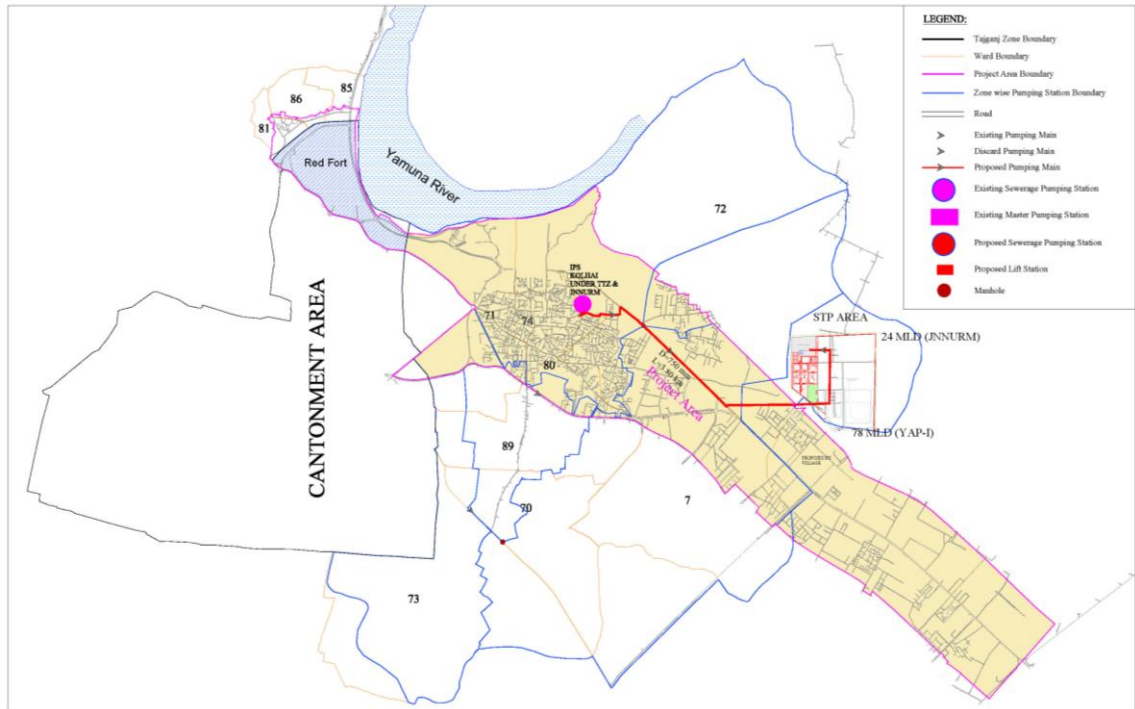 LEGEND:
Tajganj Zone Boundary
Ward Boundary
Project Area Boundary
Zone wise Pumping Station Boundary
Road
Existing Pumping Main
Discard Pumping Main
Proposed Pumping Main
Existing Sewerage Pumping Station
Existing Master Pumping Station
Proposed Sewerage Pumping Station
Proposed Lift Station
Manhole
86
85
81
Red Fort
Yamuna River
72
IPS
UNDER TTZ &
JNNURM
71
74
80
STP AREA
24 MLD (JNNURM)
78 MLD (YAP-I)
D=750 mm
Project Area
VILLAGE
CANTONMENT AREA
89
70
7
73